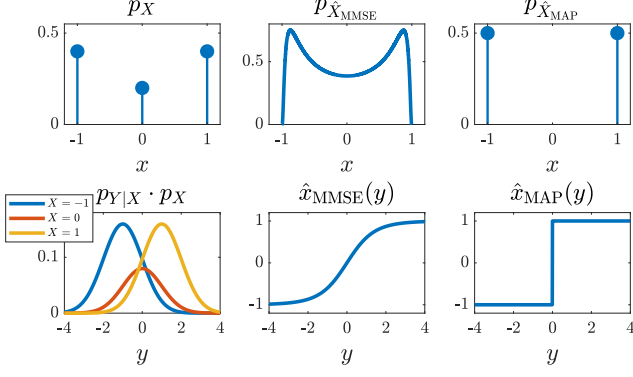 p_X
p_{\hat{X}_{MMSE}}
p_{\hat{X}_{MAP}}
0.5
0
-1 0 1
x
0.5
0
-1 0 1
x
0.5
0
-1 0 1
x
p_{Y|X} · p_X
\hat{x}_{MMSE}(y)
\hat{x}_{MAP}(y)
X = -1
X = 0
X = 1
0.1
0
-4 -2 0 2 4
y
1
0
-1
-4 -2 0 2 4
y
1
0
-1
-4 -2 0 2 4
y